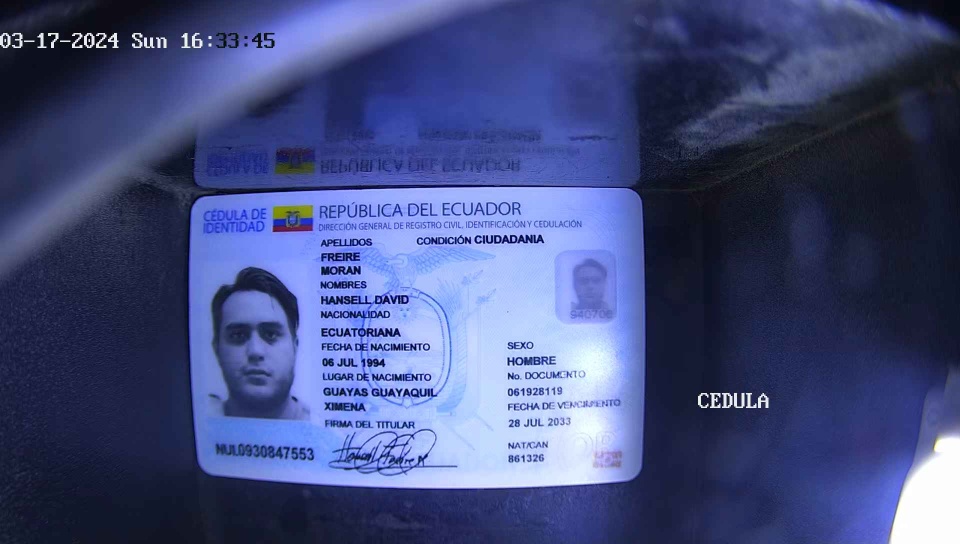 03-17-2024 Sun 16:33:45
REPÚBLICA DEL ECUADOR
CÉDULA DE IDENTIDAD
REPÚBLICA DEL ECUADOR
DIRECCIÓN GENERAL DE REGISTRO CIVIL, IDENTIFICACIÓN Y CEDULACIÓN
APELLIDOS
CONDICIÓN CIUDADANIA
FREIRE
MORAN
NOMBRES
HANSELL DAVID
NACIONALIDAD
ECUATORIANA
FECHA DE NACIMIENTO
06 JUL 1994
LUGAR DE NACIMIENTO
GUAYAS GUAYAQUIL
XIMENA
FIRMA DEL TITULAR
NUI.0930847553
940706
SEXO
HOMBRE
No. DOCUMENTO
061928119
FECHA DE VENCIMIENTO
28 JUL 2033
NAT/CAN
861326
CEDULA